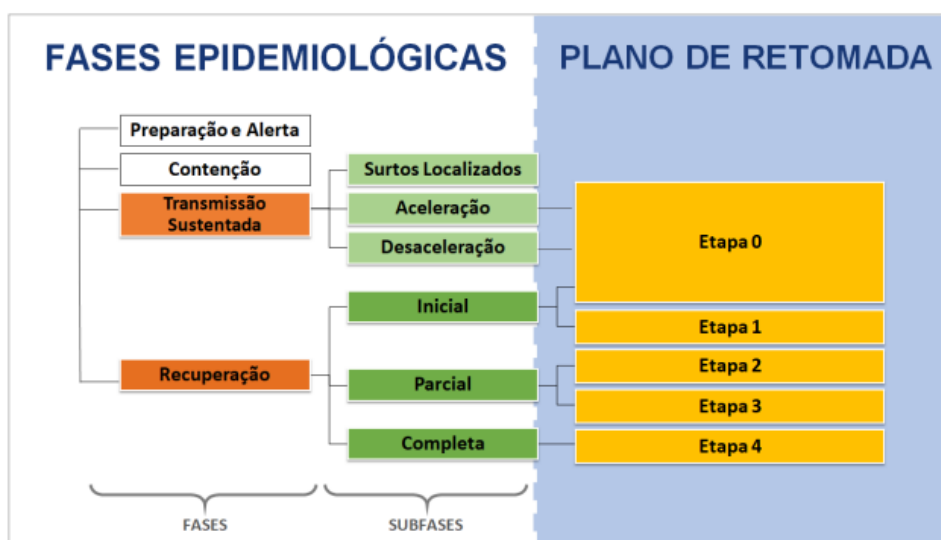 FASES EPIDEMIOLÓGICAS
PLANO DE RETOMADA
Preparação e Alerta
Contenção
Transmissão
Sustentada
Recuperação
Surtos Localizados
Aceleração
Desaceleração
Inicial
Parcial
Completa
Etapa 0
Etapa 1
Etapa 2
Etapa 3
Etapa 4
FASES
SUBFASES